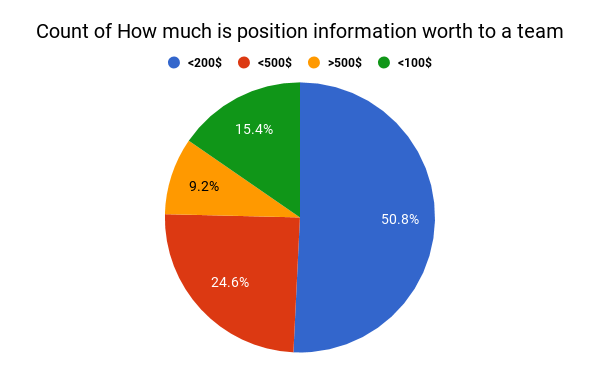 Count of How much is position information worth to a team
<200$ <500$ >500$ <100$
15.4%
9.2%
50.8%
24.6%